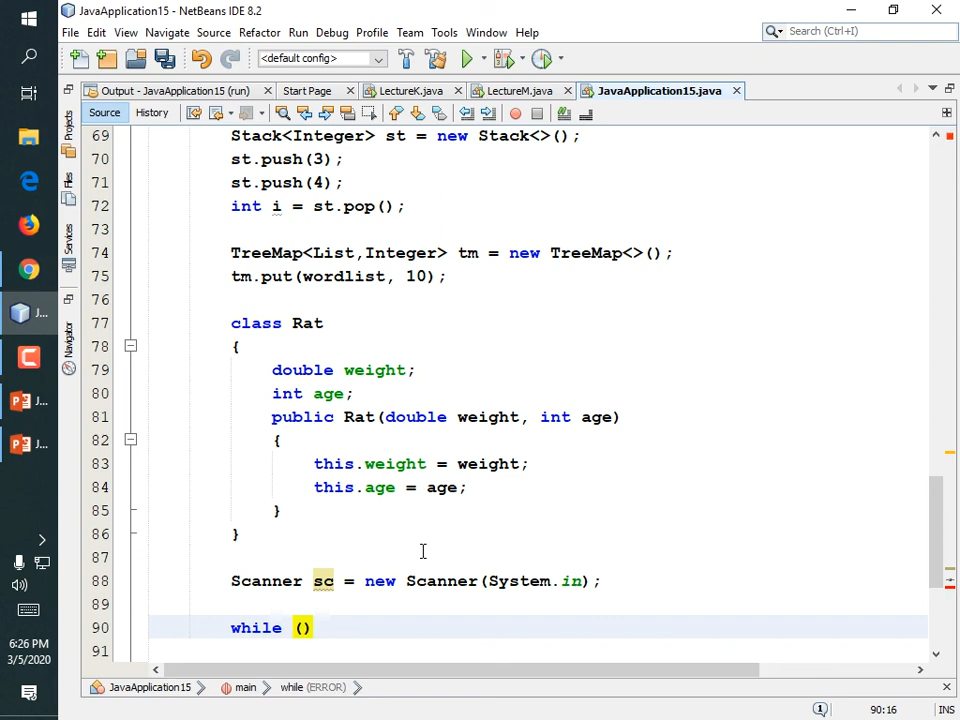 JavaApplication15 - NetBeans IDE 8.2
File Edit View Navigate Source Refactor Run Debug Profile Team Tools Window Help
Search (Ctrl+I)
<default config>
Output - JavaApplication15 (run)
Start Page
LectureK.java
LectureM.java
JavaApplication15.java
Source
History
Projects
Files
Services
Navigator
69 Stack<Integer> st = new Stack<>();
70 st.push(3);
71 st.push(4);
72 int i = st.pop();
73
74 TreeMap<List,Integer> tm = new TreeMap<>();
75 tm.put(wordlist, 10);
76
77 class Rat
78 {
79 double weight;
80 int age;
81 public Rat(double weight, int age)
82 {
83 this.weight = weight;
84 this.age = age;
85 }
86 }
87
88 Scanner sc = new Scanner(System.in);
89
90 while ()
91
J...
J...
J...
6:26 PM
3/5/2020
JavaApplication15
main
while (ERROR)
1
90:16
INS